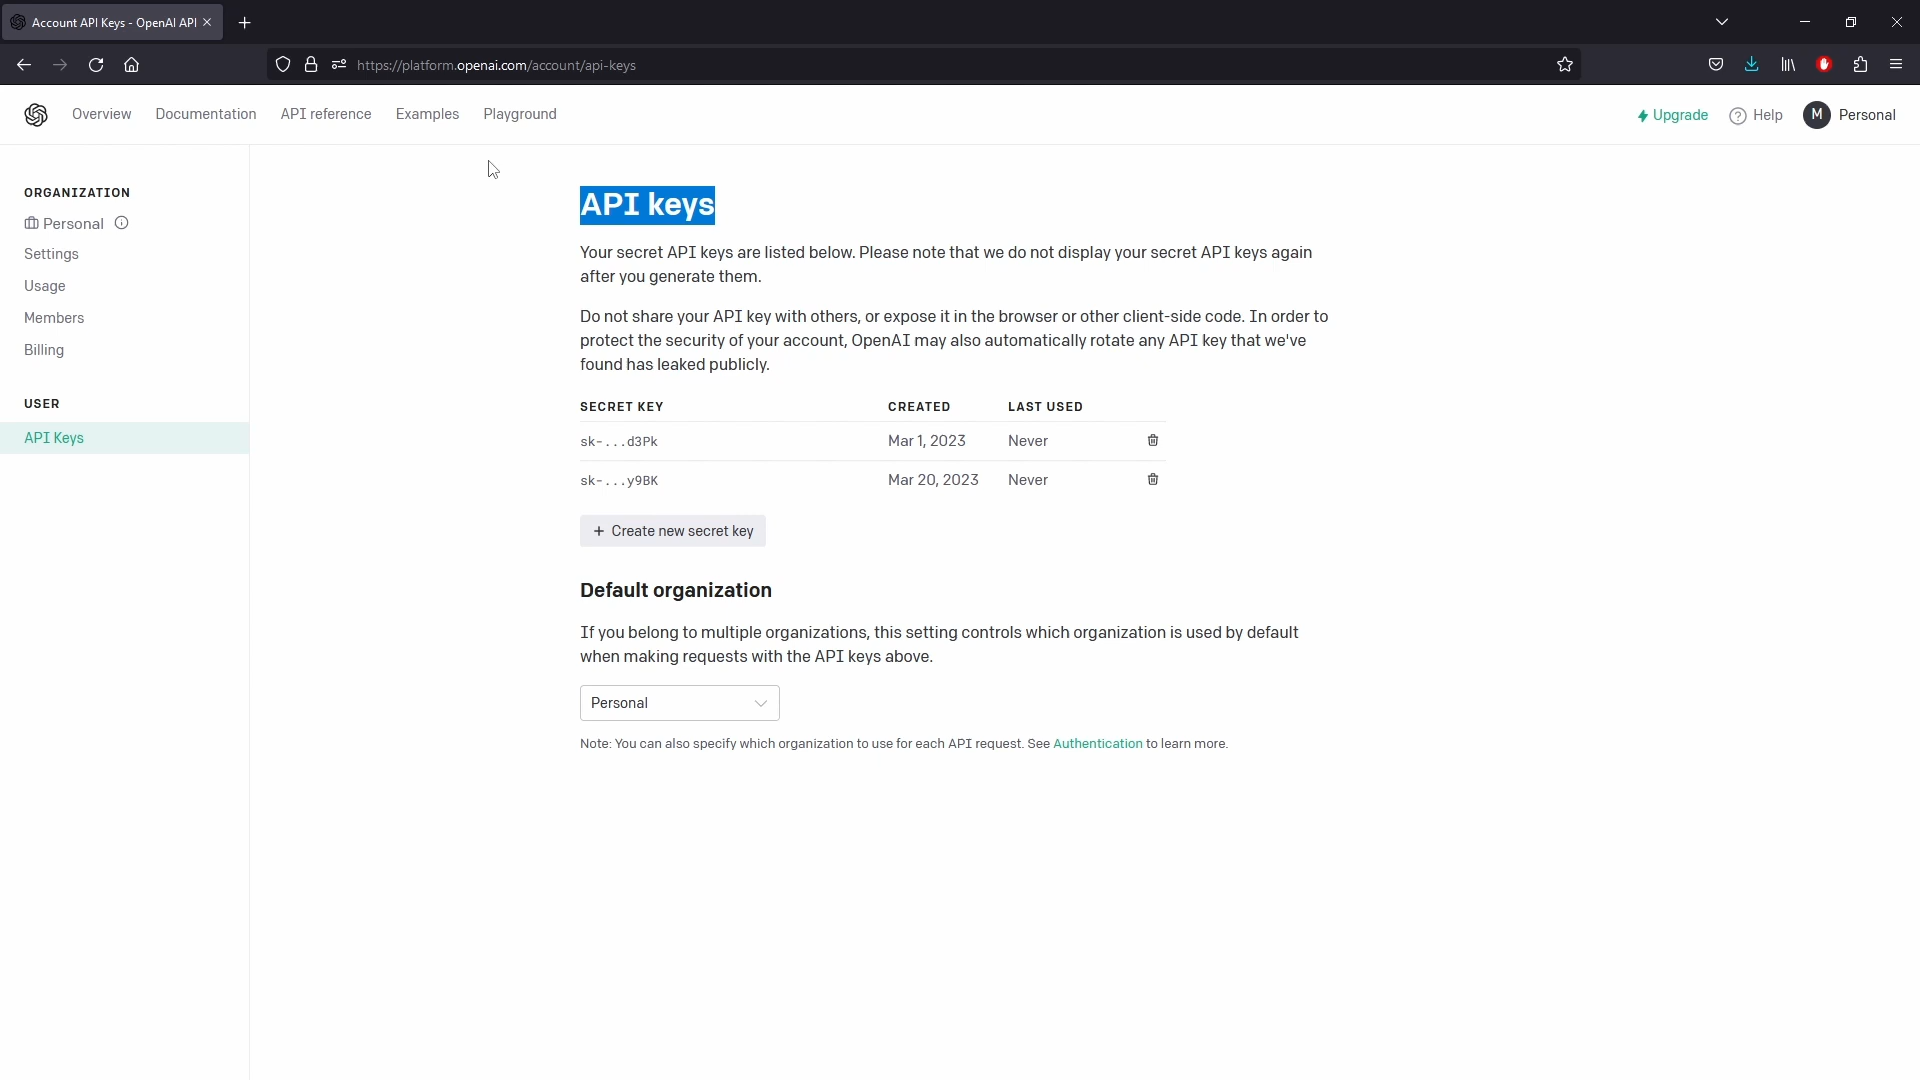 Account API Keys - OpenAI API
https://platform.openai.com/account/api-keys
Overview Documentation API reference Examples Playground
Upgrade Help M Personal
ORGANIZATION
Personal
Settings
Usage
Members
Billing
USER
API Keys
API keys
Your secret API keys are listed below. Please note that we do not display your secret API keys again
after you generate them.
Do not share your API key with others, or expose it in the browser or other client-side code. In order to
protect the security of your account, OpenAI may also automatically rotate any API key that we've
found has leaked publicly.
SECRET KEY CREATED LAST USED
sk-...d3Pk Mar 1, 2023 Never
sk-...y9BK Mar 20, 2023 Never
+ Create new secret key
Default organization
If you belong to multiple organizations, this setting controls which organization is used by default
when making requests with the API keys above.
Personal
Note: You can also specify which organization to use for each API request. See Authentication to learn more.